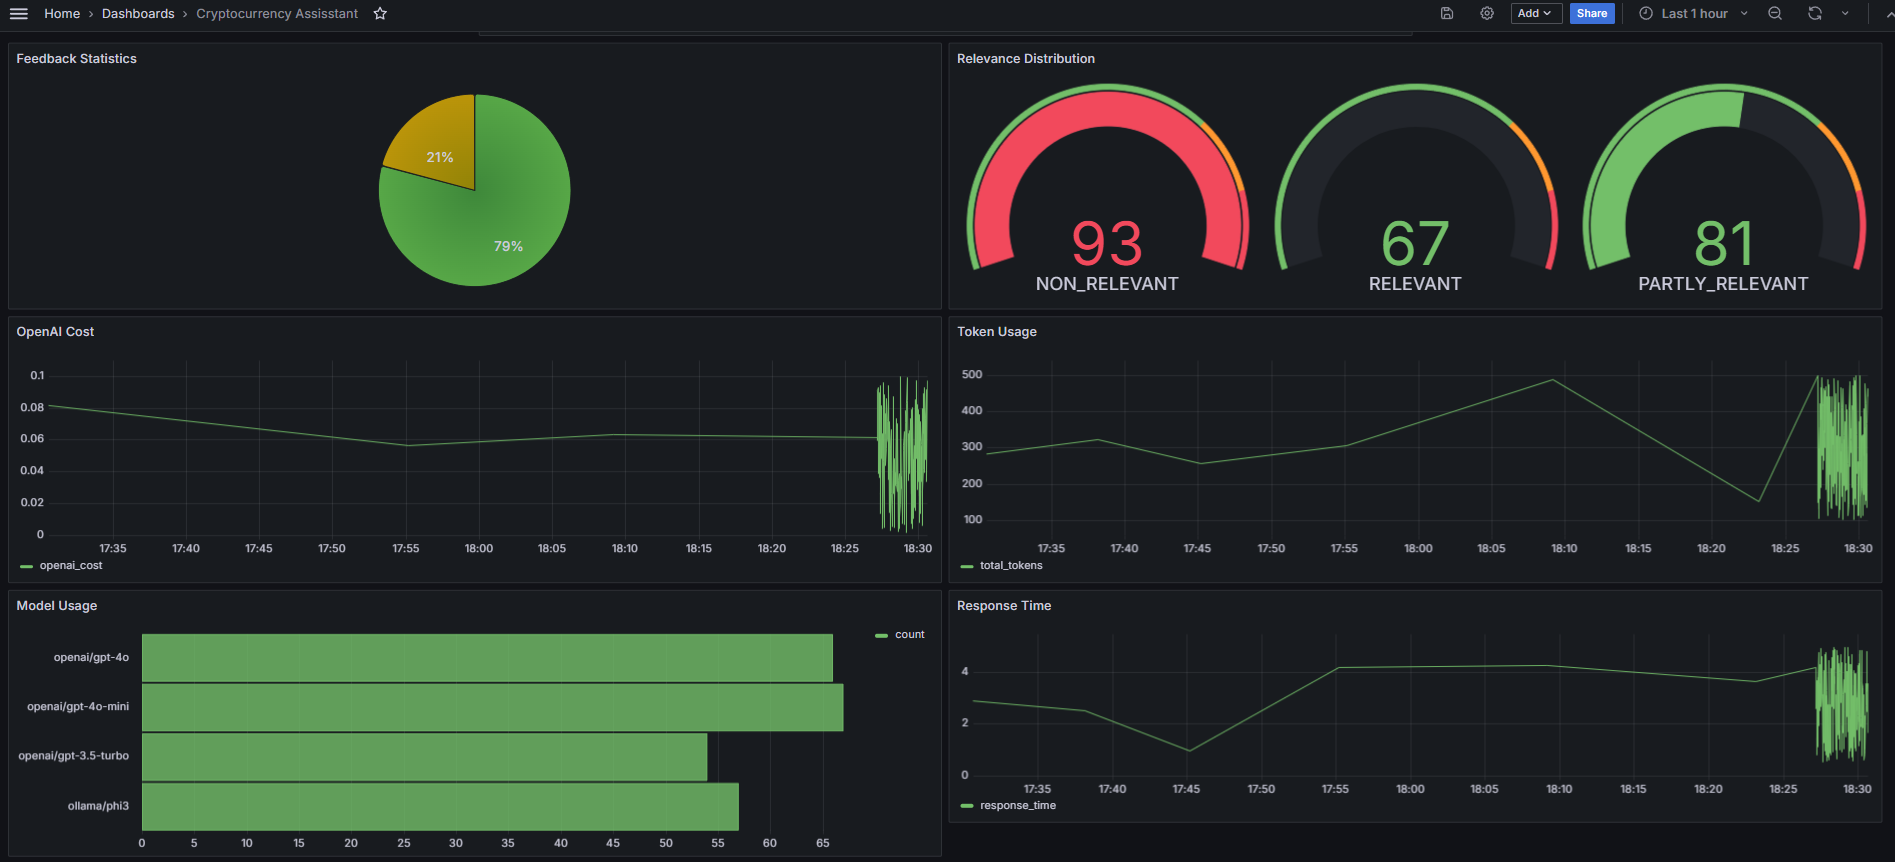 Home › Dashboards › Cryptocurrency Assisstant
Add
Share
Last 1 hour
Feedback Statistics
21%
79%
Relevance Distribution
93
NON_RELEVANT
67
RELEVANT
81
PARTLY_RELEVANT
OpenAI Cost
0.1
0.08
0.06
0.04
0.02
0
17:35 17:40 17:45 17:50 17:55 18:00 18:05 18:10 18:15 18:20 18:25 18:30
openai_cost
Token Usage
500
400
300
200
100
17:35 17:40 17:45 17:50 17:55 18:00 18:05 18:10 18:15 18:20 18:25 18:30
total_tokens
Model Usage
count
openai/gpt-4o
openai/gpt-4o-mini
openai/gpt-3.5-turbo
ollama/phi3
0 5 10 15 20 25 30 35 40 45 50 55 60 65
Response Time
4
2
0
17:35 17:40 17:45 17:50 17:55 18:00 18:05 18:10 18:15 18:20 18:25 18:30
response_time